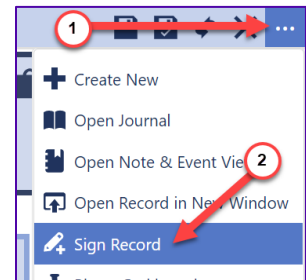 1
...
Create New
Open Journal
Open Note & Event Vie
2
Open Record in New Window
Sign Record